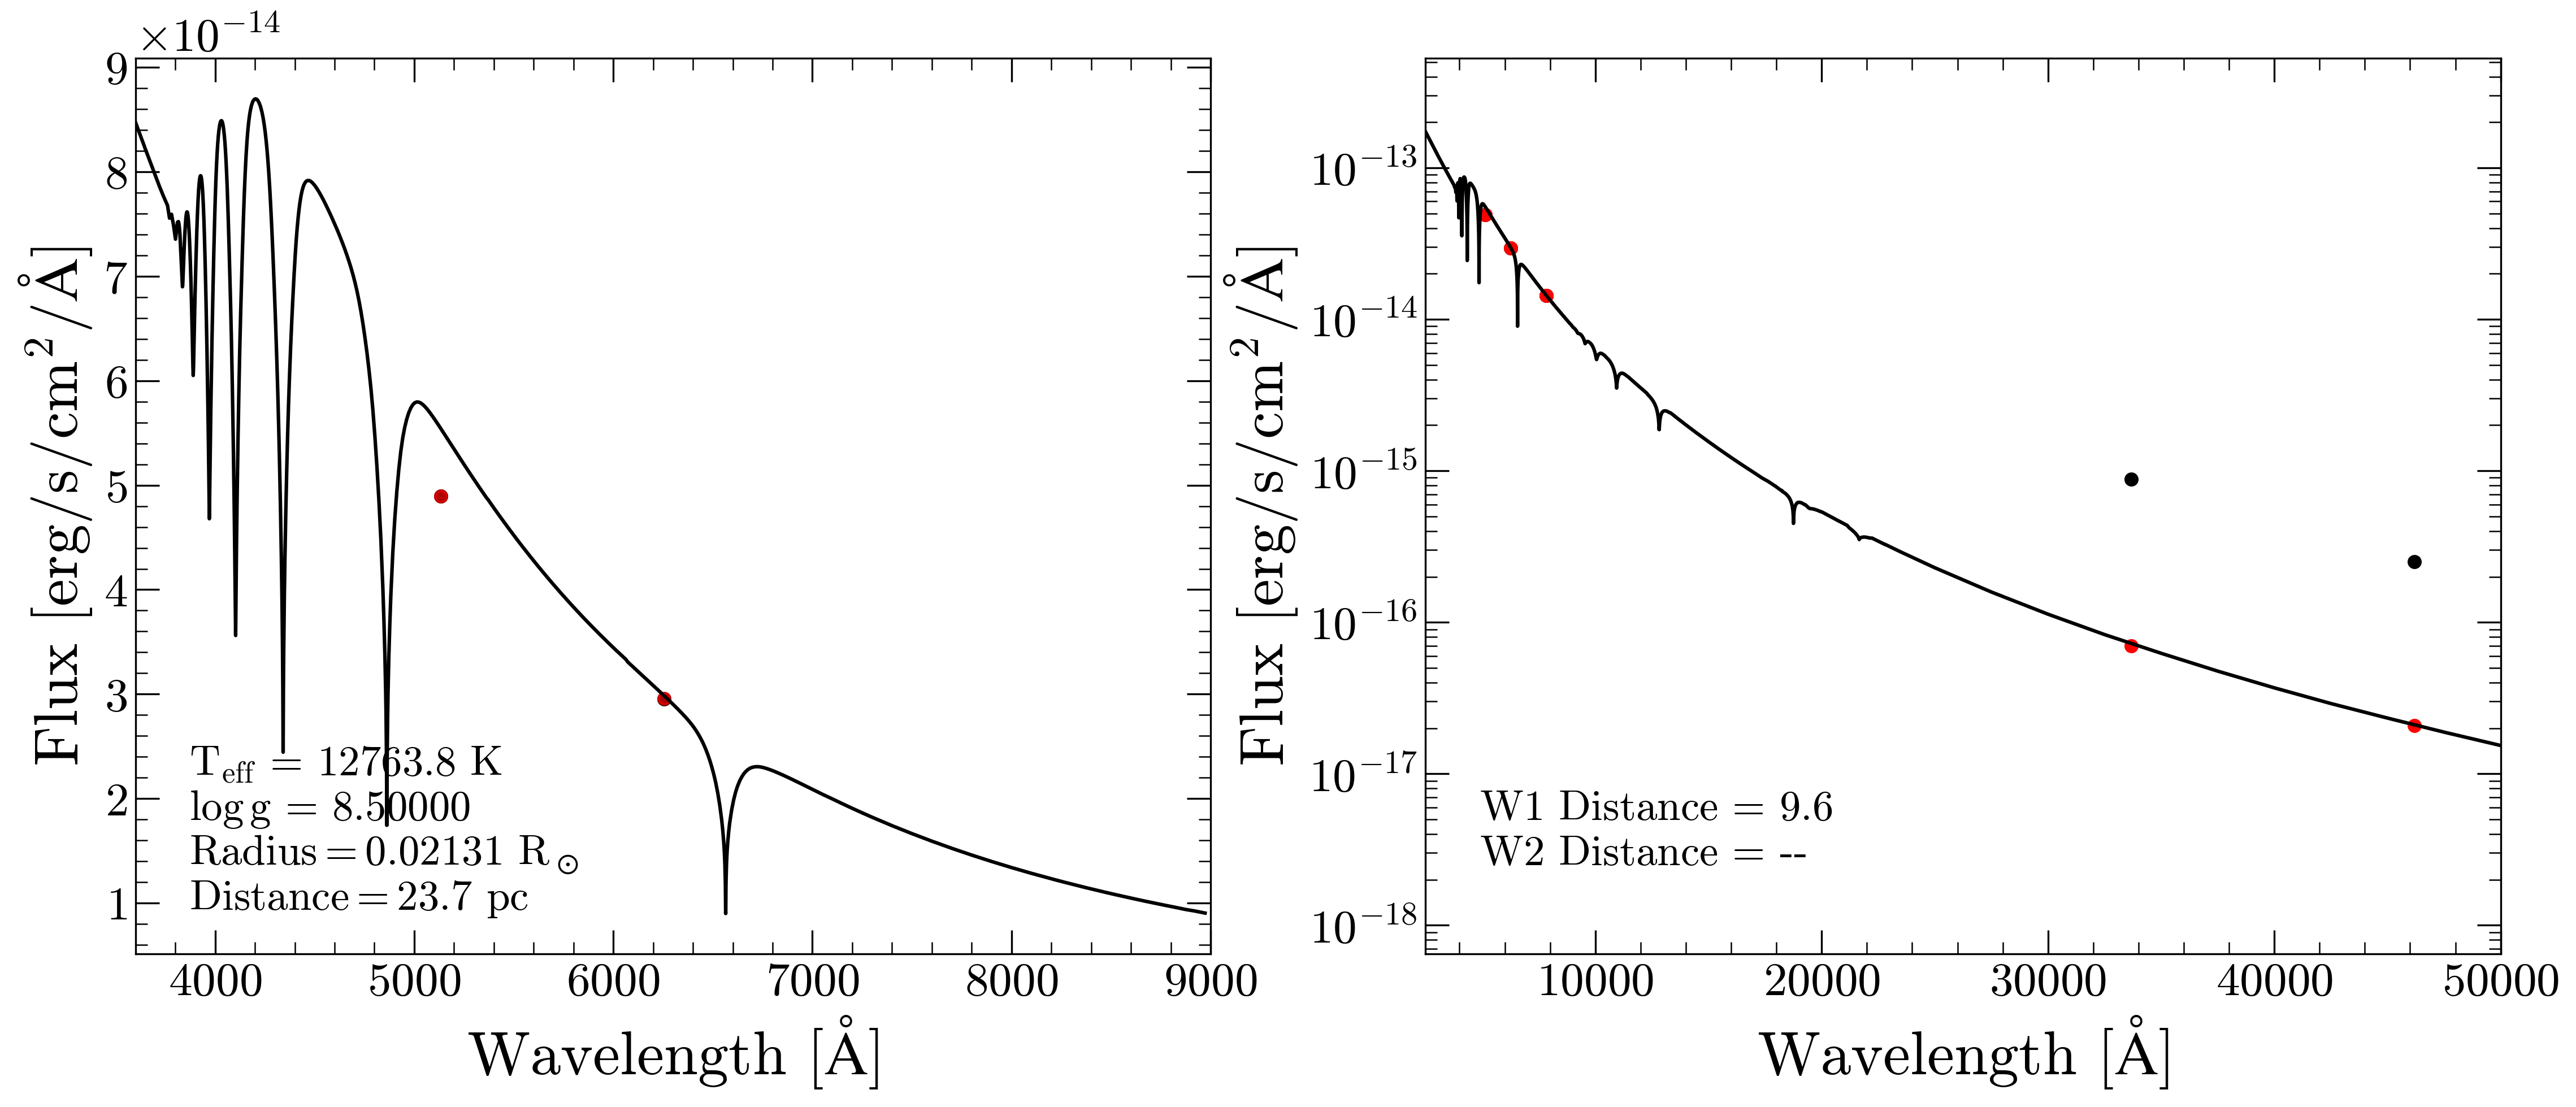 ×10⁻¹⁴
9
8
7
6
5
4
3
2
1
Flux [erg/s/cm²/Å]
T_eff = 12763.8 K
log g = 8.50000
Radius = 0.02131 R_⊙
Distance = 23.7 pc
4000 5000 6000 7000 8000 9000
Wavelength [Å]
10⁻¹³
10⁻¹⁴
10⁻¹⁵
10⁻¹⁶
10⁻¹⁷
10⁻¹⁸
Flux [erg/s/cm²/Å]
W1 Distance = 9.6
W2 Distance = --
10000 20000 30000 40000 50000
Wavelength [Å]